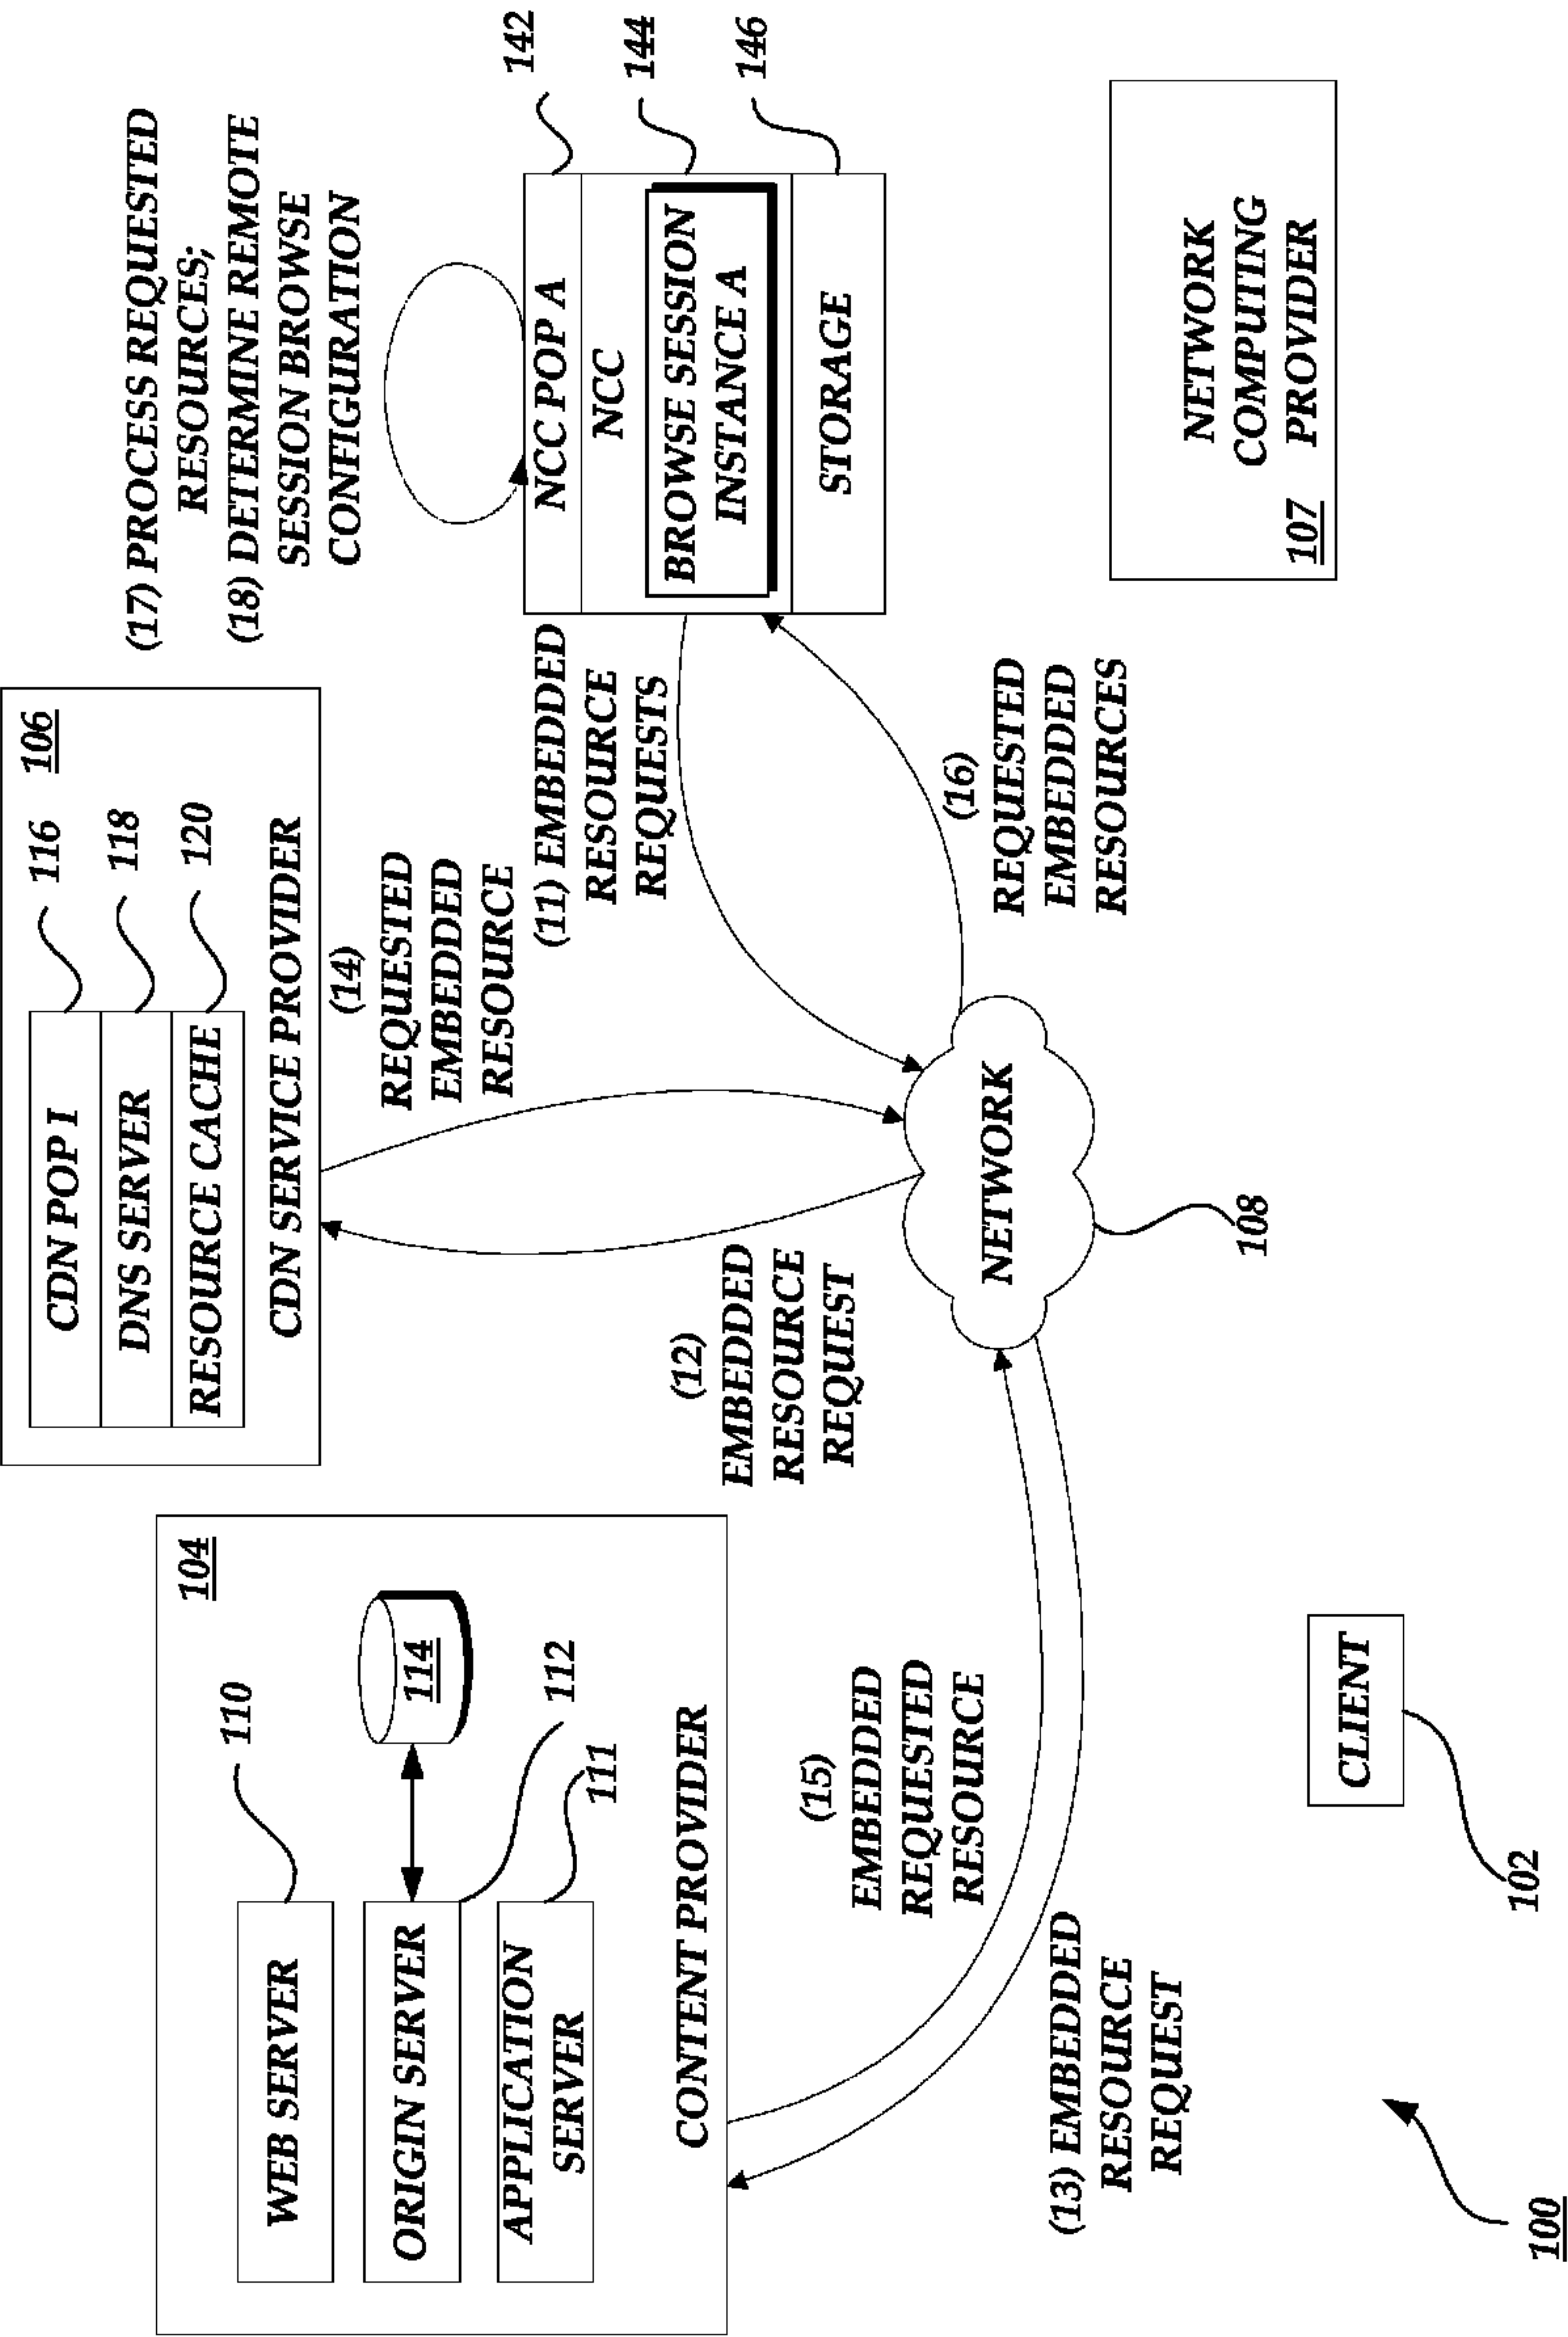 104
WEB SERVER
110
ORIGIN SERVER
114
112
APPLICATION
SERVER
111
CONTENT PROVIDER
106
CDN POP I
116
DNS SERVER
118
RESOURCE CACHE
120
CDN SERVICE PROVIDER
(17) PROCESS REQUESTED
RESOURCES;
(18) DETERMINE REMOTE
SESSION BROWSE
CONFIGURATION
NCC POP A
142
NCC
BROWSE SESSION
INSTANCE A
144
STORAGE
146
(14)
REQUESTED
EMBEDDED
RESOURCE
(11) EMBEDDED
RESOURCE
REQUESTS
(12)
EMBEDDED
RESOURCE
REQUEST
(16)
REQUESTED
EMBEDDED
RESOURCES
(15)
EMBEDDED
REQUESTED
RESOURCE
NETWORK
108
(13) EMBEDDED
RESOURCE
REQUEST
NETWORK
COMPUTING
PROVIDER
107
CLIENT
102
100